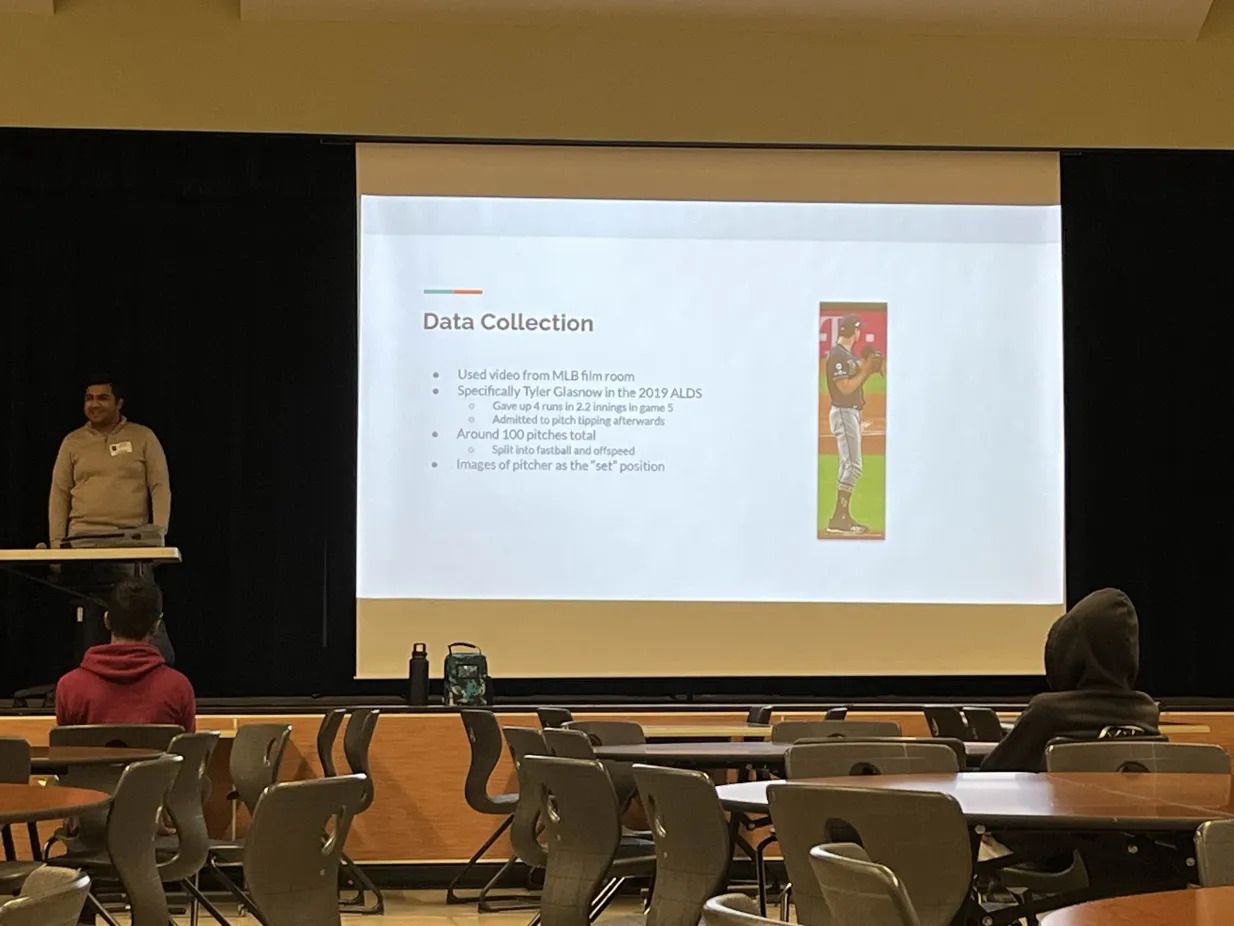 Data Collection
● Used video from MLB film room
● Specifically Tyler Glasnow in the 2019 ALDS
○ Gave up 4 runs in 2.2 innings in game 5
○ Admitted to pitch tipping afterwards
● Around 100 pitches total
○ Split into fastball and offspeed
● Images of pitcher as the "set" position